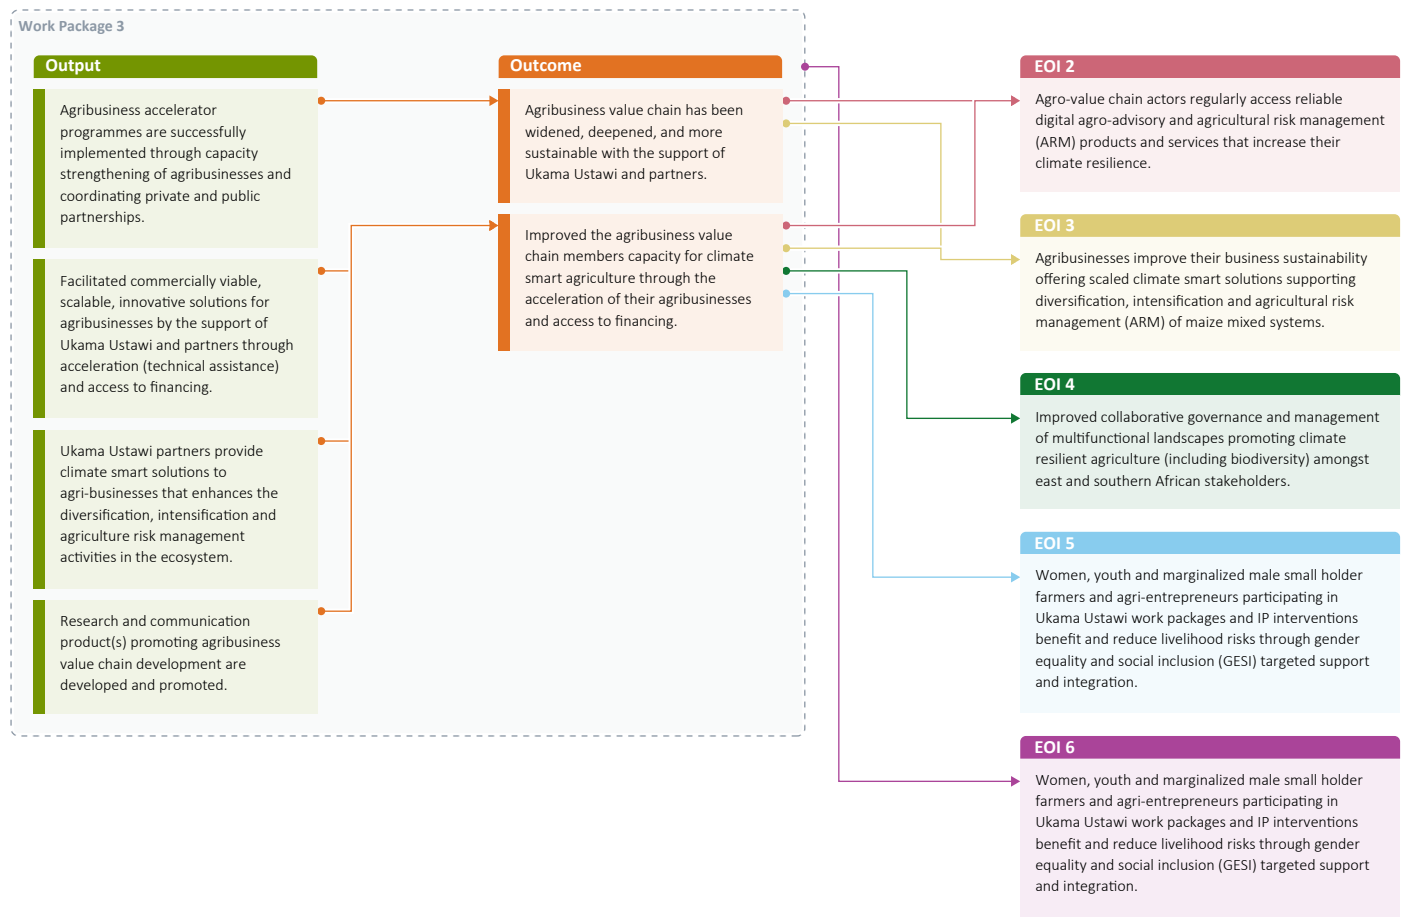 Work Package 3
Output
Agribusiness accelerator
programmes are successfully
implemented through capacity
strengthening of agribusinesses and
coordinating private and public
partnerships.
Facilitated commercially viable,
scalable, innovative solutions for
agribusinesses by the support of
Ukama Ustawi and partners through
acceleration (technical assistance)
and access to financing.
Ukama Ustawi partners provide
climate smart solutions to
agri-businesses that enhances the
diversification, intensification and
agriculture risk management
activities in the ecosystem.
Research and communication
product(s) promoting agribusiness
value chain development are
developed and promoted.
Outcome
Agribusiness value chain has been
widened, deepened, and more
sustainable with the support of
Ukama Ustawi and partners.
Improved the agribusiness value
chain members capacity for climate
smart agriculture through the
acceleration of their agribusinesses
and access to financing.
EOI 2
Agro-value chain actors regularly access reliable
digital agro-advisory and agricultural risk management
(ARM) products and services that increase their
climate resilience.
EOI 3
Agribusinesses improve their business sustainability
offering scaled climate smart solutions supporting
diversification, intensification and agricultural risk
management (ARM) of maize mixed systems.
EOI 4
Improved collaborative governance and management
of multifunctional landscapes promoting climate
resilient agriculture (including biodiversity) amongst
east and southern African stakeholders.
EOI 5
Women, youth and marginalized male small holder
farmers and agri-entrepreneurs participating in
Ukama Ustawi work packages and IP interventions
benefit and reduce livelihood risks through gender
equality and social inclusion (GESI) targeted support
and integration.
EOI 6
Women, youth and marginalized male small holder
farmers and agri-entrepreneurs participating in
Ukama Ustawi work packages and IP interventions
benefit and reduce livelihood risks through gender
equality and social inclusion (GESI) targeted support
and integration.